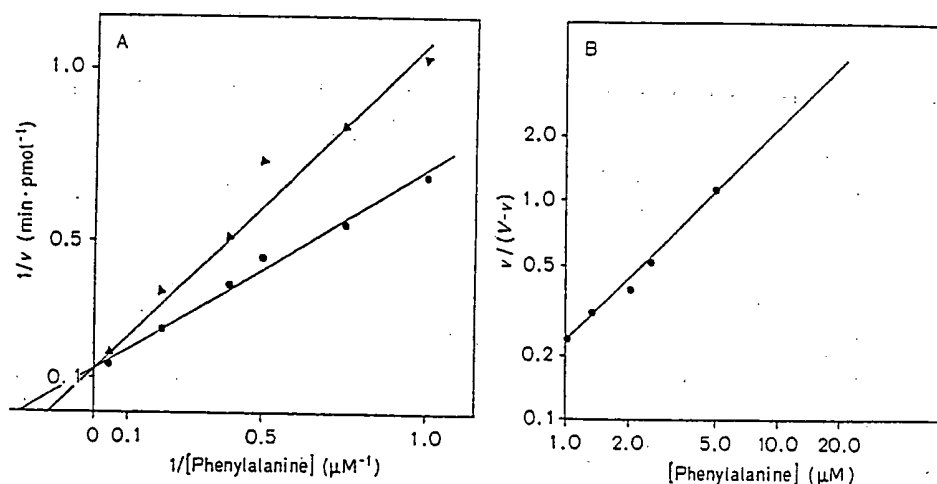 A
1.0
0.5
0.1
1/v (min·pmol⁻¹)
0 0.1 0.5 1.0
1/[Phenylalanine] (μM⁻¹)
B
2.0
1.0
0.5
0.2
0.1
v/(V-v)
1.0 2.0 5.0 10.0 20.0
[Phenylalanine] (μM)